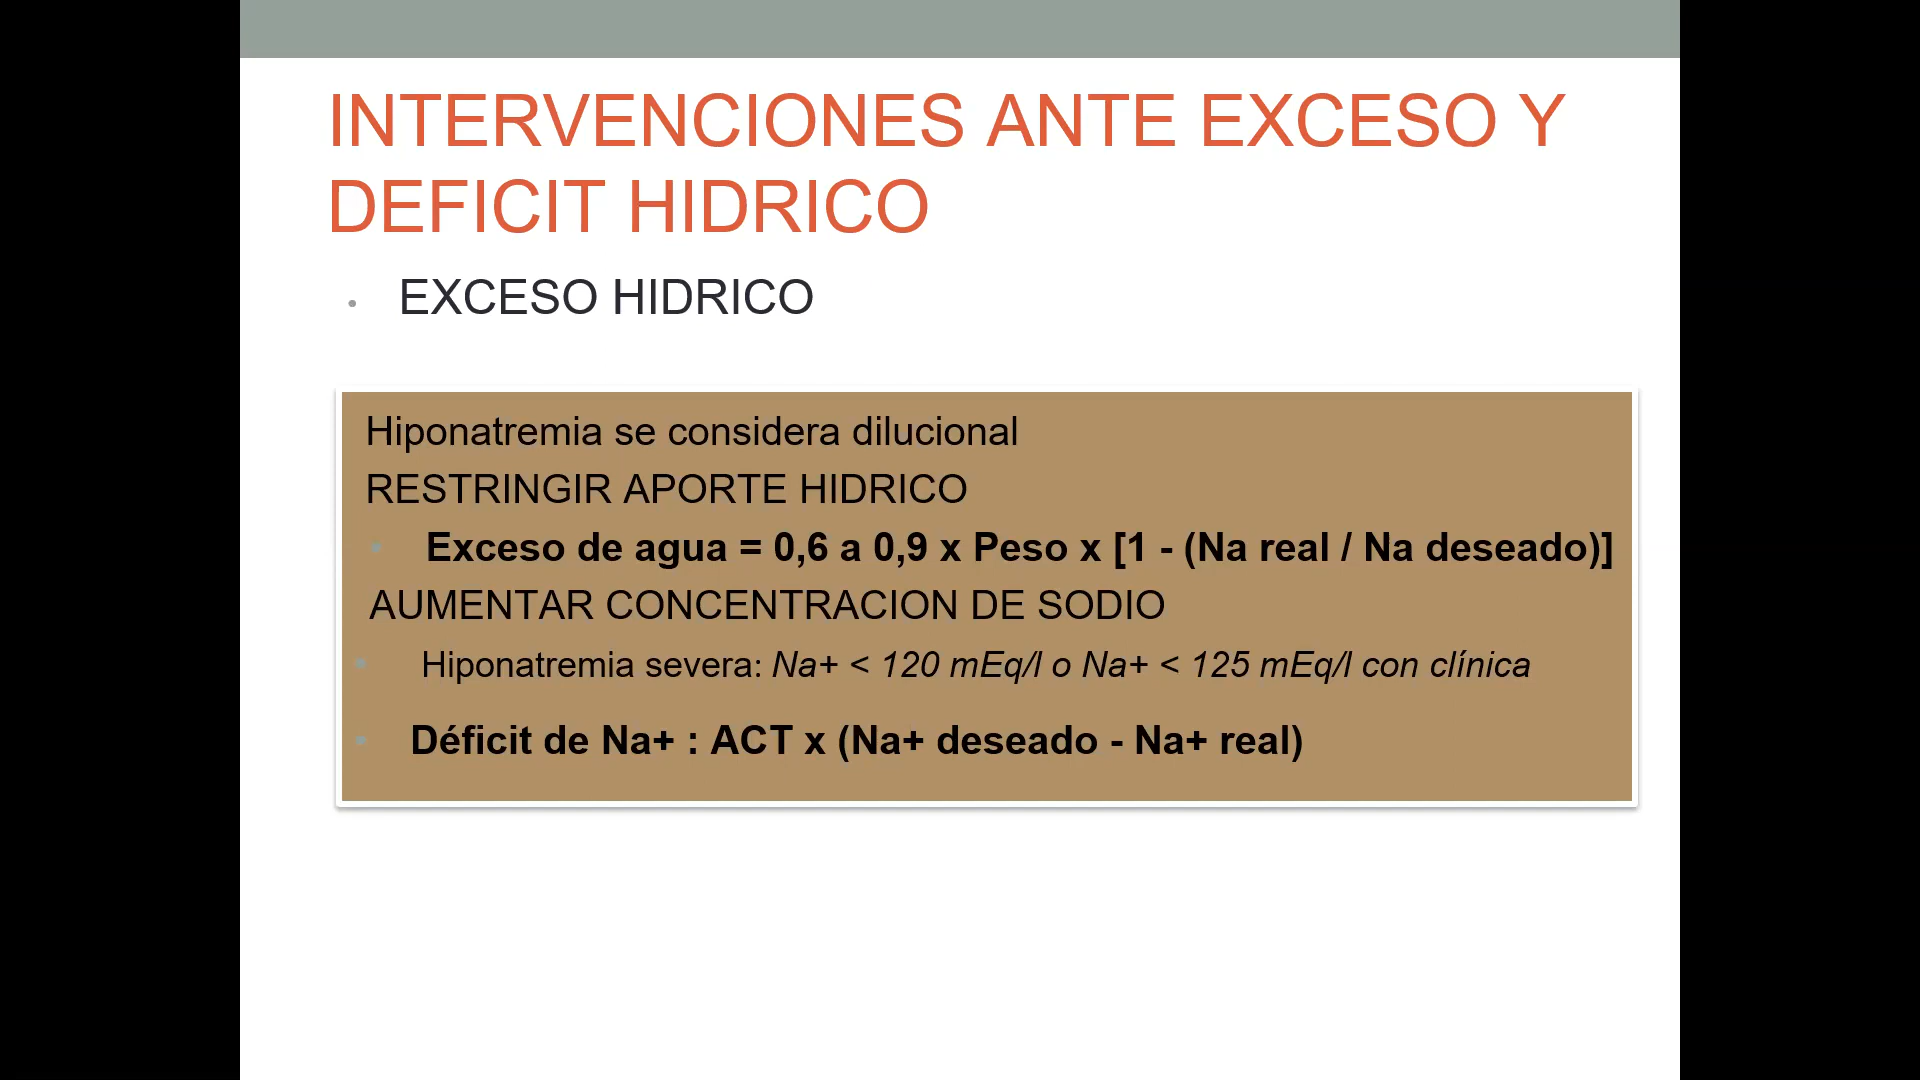 INTERVENCIONES ANTE EXCESO Y
DEFICIT HIDRICO
• EXCESO HIDRICO
Hiponatremia se considera dilucional
RESTRINGIR APORTE HIDRICO
• Exceso de agua = 0,6 a 0,9 x Peso x [1 - (Na real / Na deseado)]
AUMENTAR CONCENTRACION DE SODIO
• Hiponatremia severa: Na+ < 120 mEq/l o Na+ < 125 mEq/l con clínica
• Déficit de Na+ : ACT x (Na+ deseado - Na+ real)